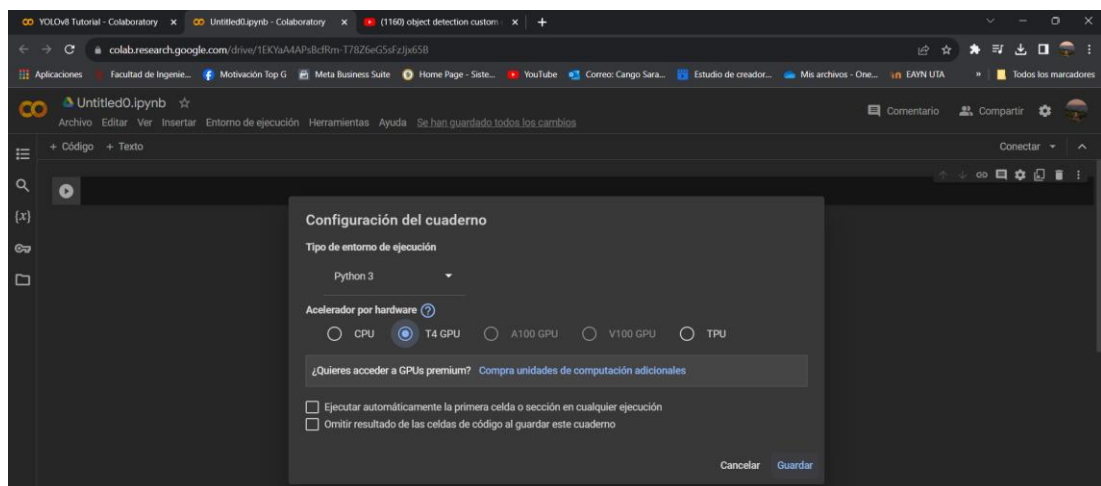 YOLOv8 Tutorial - Colaboratory
Untitled0.ipynb - Colaboratory
(1160) object detection custom
colab.research.google.com/drive/1EKYaA4APsBcfRm-T78Z6eG5sFzJjx65B
Aplicaciones Facultad de Ingenie... Motivación Top G Meta Business Suite Home Page - Siste... YouTube Correo: Cango Sara... Estudio de creador... Mis archivos - One... EAYN UTA » Todos los marcadores
Untitled0.ipynb
Comentario Compartir
Archivo Editar Ver Insertar Entorno de ejecución Herramientas Ayuda Se han guardado todos los cambios
+ Código + Texto Conectar
{x}
Configuración del cuaderno
Tipo de entorno de ejecución
Python 3
Acelerador por hardware ?
CPU T4 GPU A100 GPU V100 GPU TPU
¿Quieres acceder a GPUs premium? Compra unidades de computación adicionales
Ejecutar automáticamente la primera celda o sección en cualquier ejecución
Omitir resultado de las celdas de código al guardar este cuaderno
Cancelar Guardar